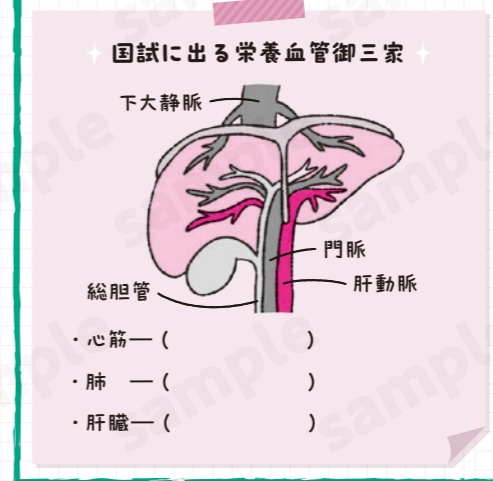 国試に出る栄養血管御三家
下大静脈
門脈
肝動脈
総胆管
・心筋―(　　　　　　　)
・肺　―(　　　　　　　)
・肝臓―(　　　　　　　)
sample